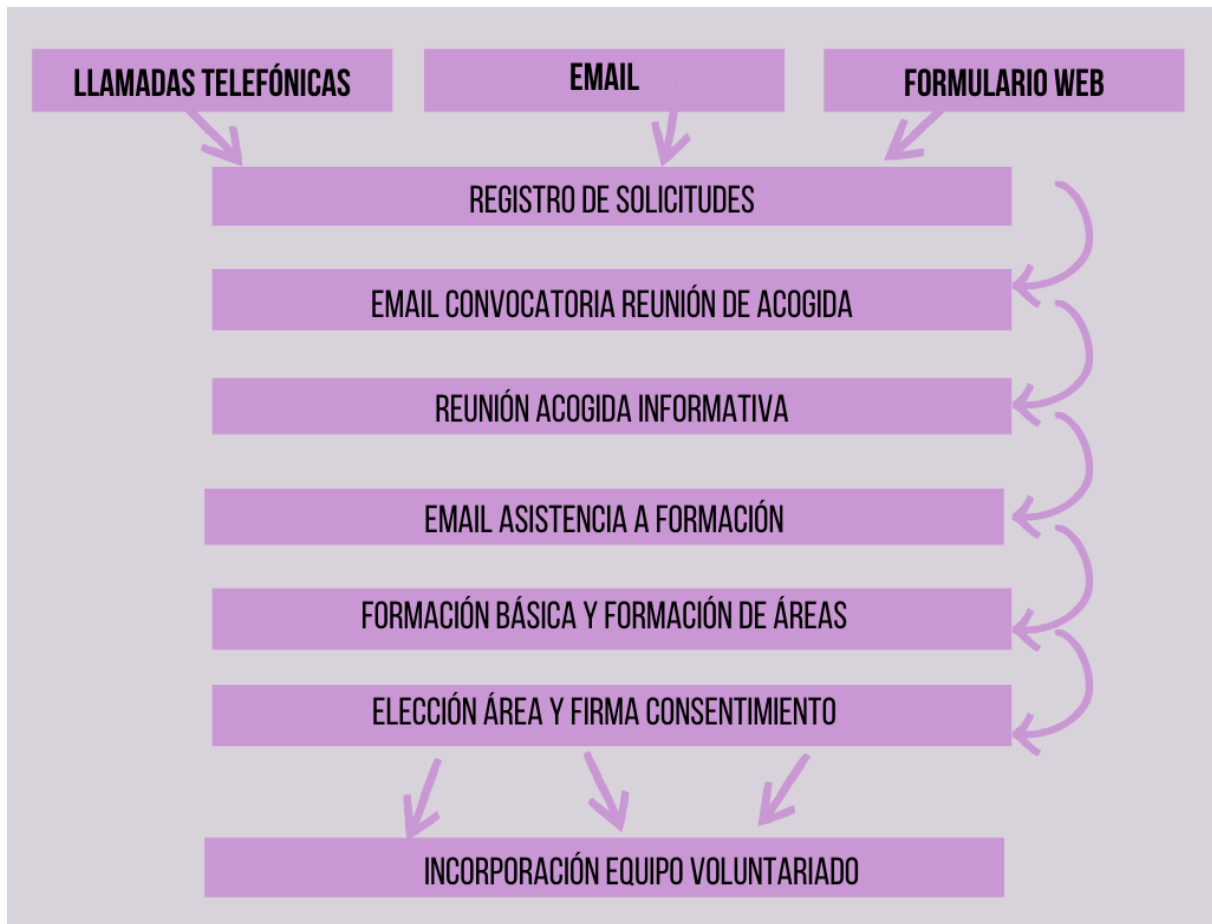 LLAMADAS TELEFÓNICAS
EMAIL
FORMULARIO WEB
REGISTRO DE SOLICITUDES
EMAIL CONVOCATORIA REUNIÓN DE ACOGIDA
REUNIÓN ACOGIDA INFORMATIVA
EMAIL ASISTENCIA A FORMACIÓN
FORMACIÓN BÁSICA Y FORMACIÓN DE ÁREAS
ELECCIÓN ÁREA Y FIRMA CONSENTIMIENTO
INCORPORACIÓN EQUIPO VOLUNTARIADO